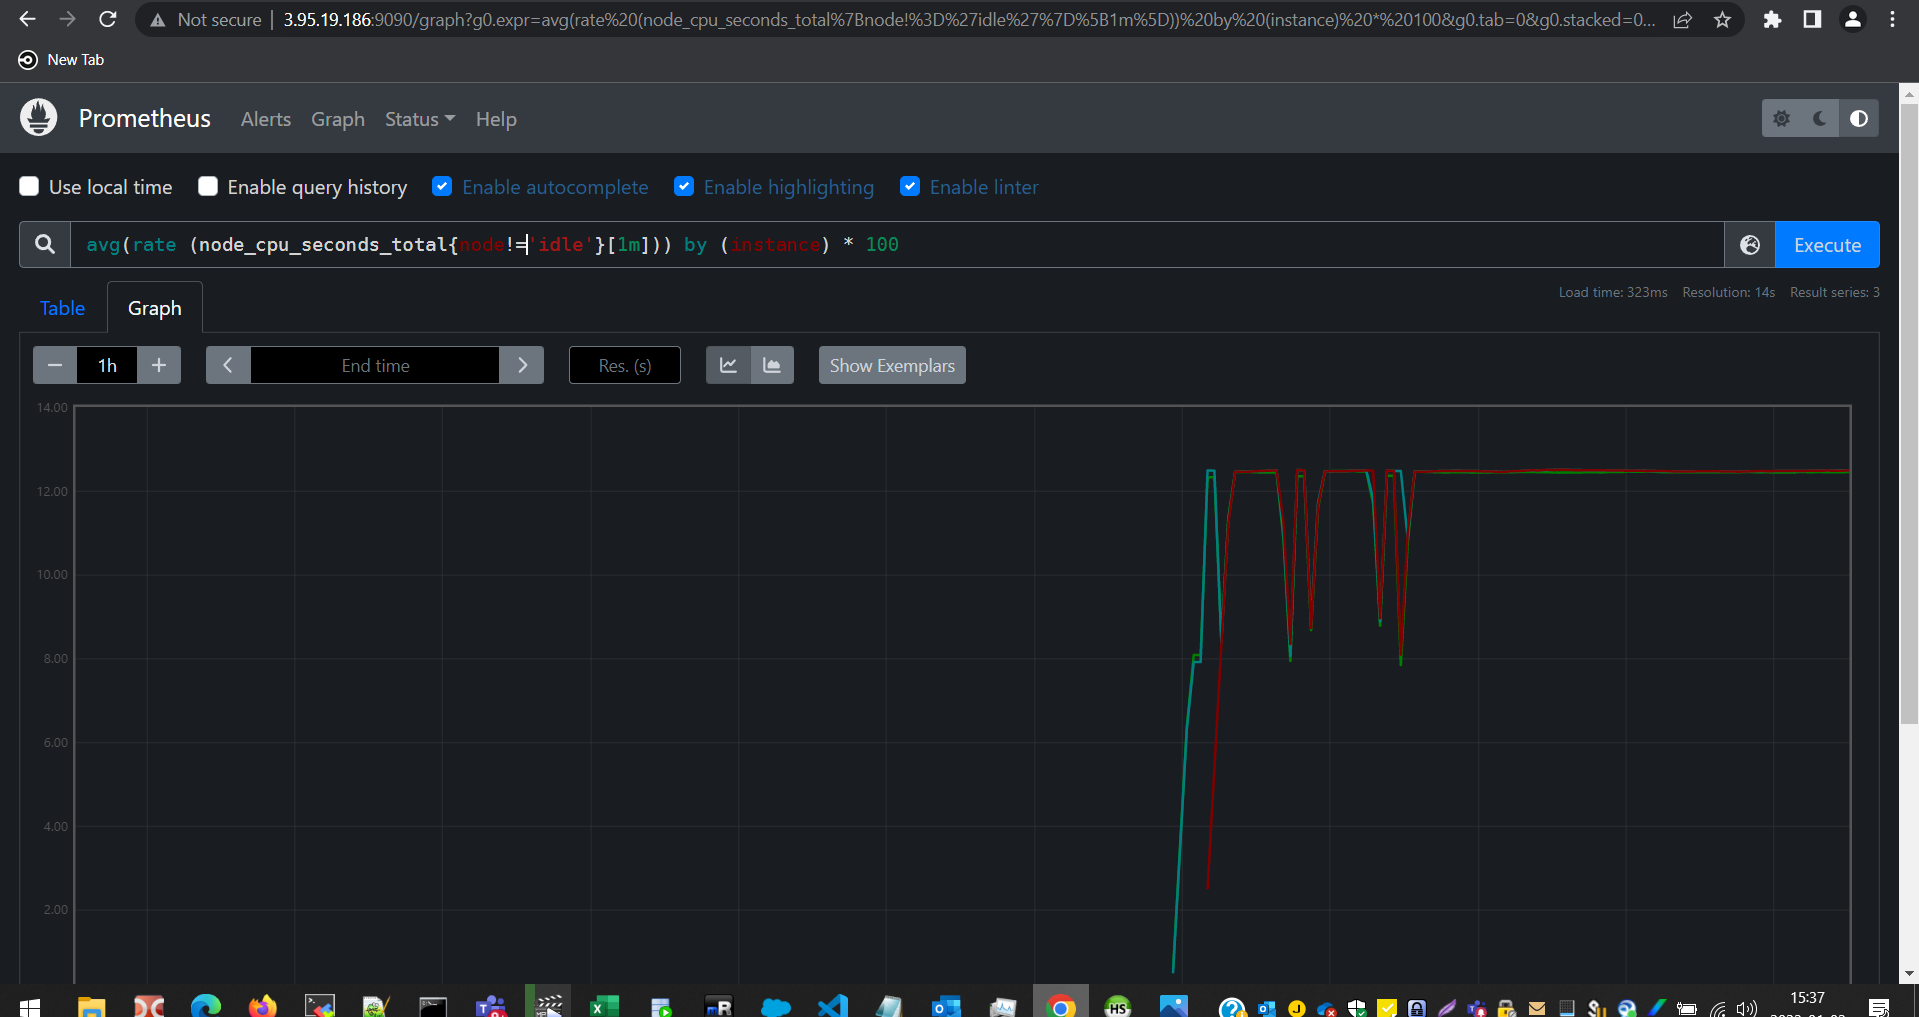 Not secure | 3.95.19.186:9090/graph?g0.expr=avg(rate%20(node_cpu_seconds_total%7Bnode!%3D%27idle%27%7D%5B1m%5D))%20by%20(instance)%20*%20100&g0.tab=0&g0.stacked=0...
New Tab
Prometheus Alerts Graph Status Help
Use local time Enable query history Enable autocomplete Enable highlighting Enable linter
avg(rate (node_cpu_seconds_total{node!='idle'}[1m])) by (instance) * 100 Execute
Load time: 323ms Resolution: 14s Result series: 3
Table Graph
1h End time Res. (s) Show Exemplars
14.00
12.00
10.00
8.00
6.00
4.00
2.00
15:37